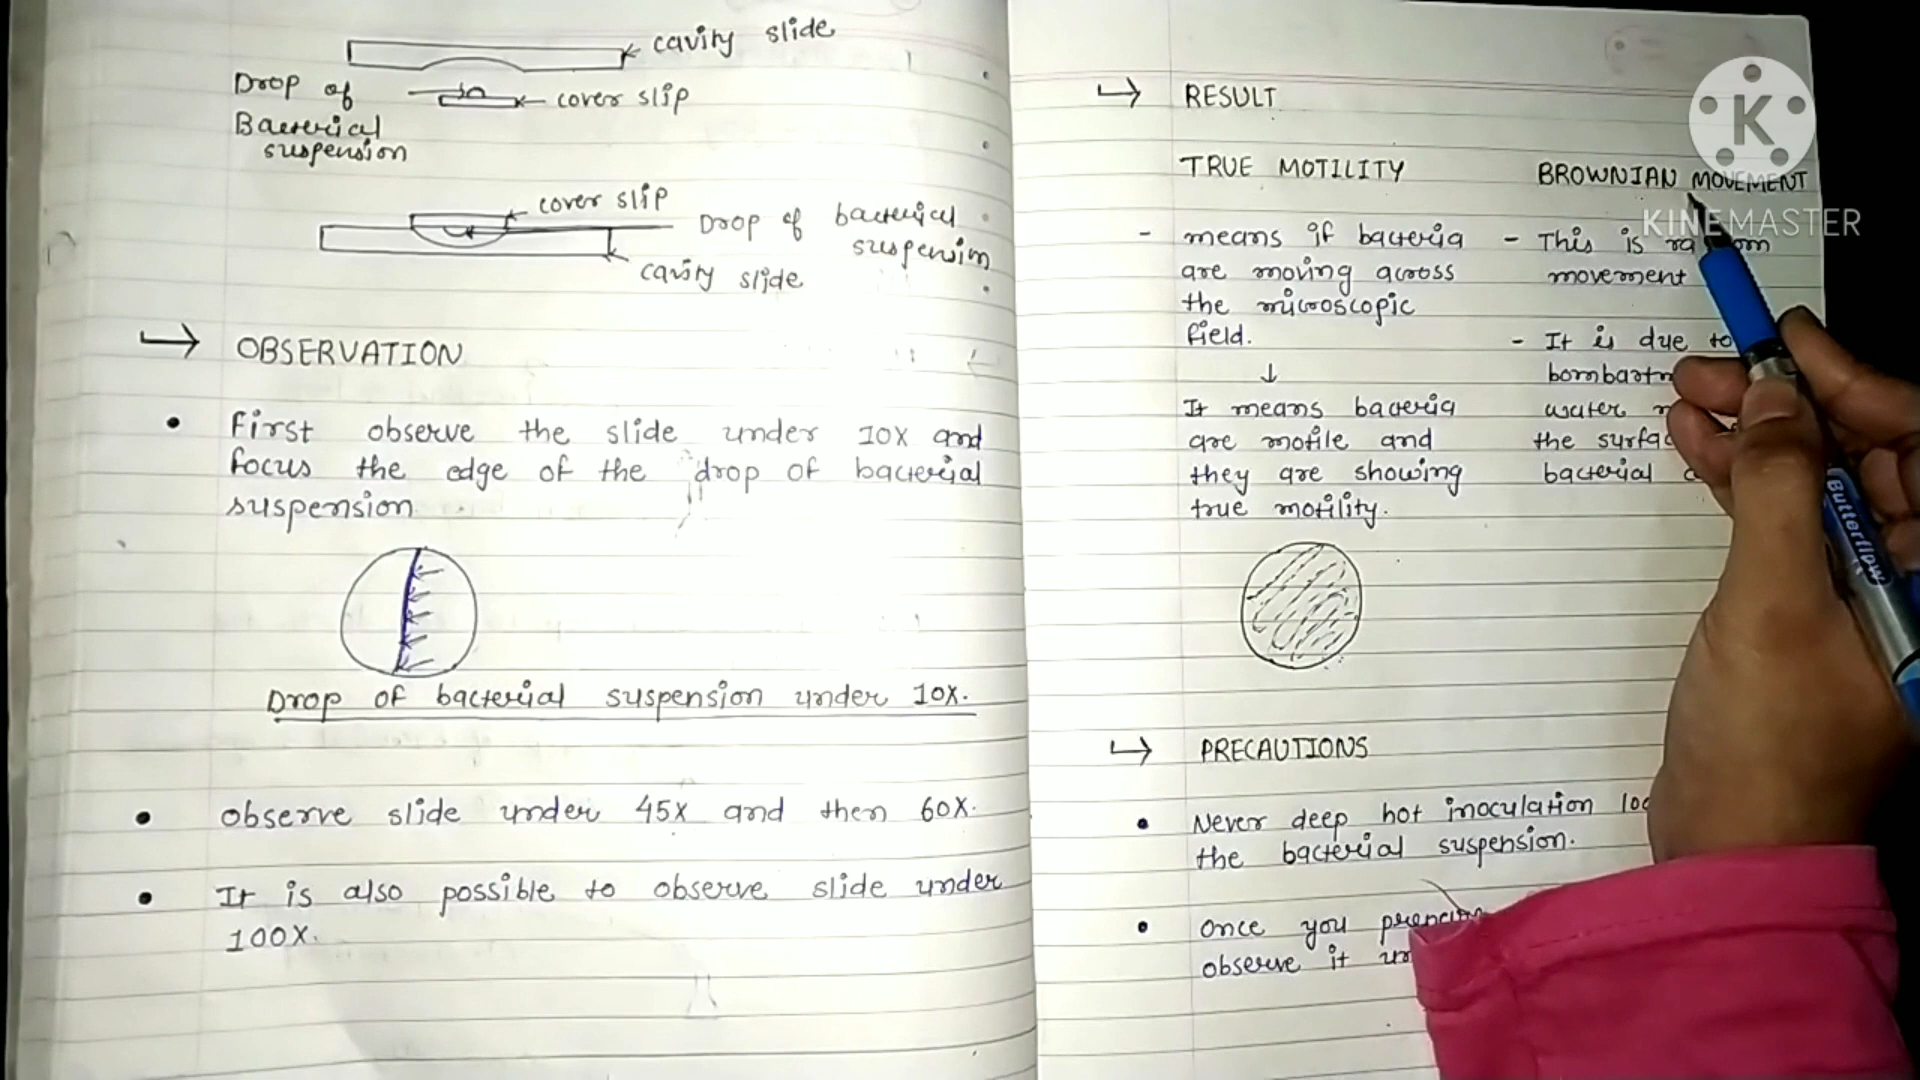 cavity slide
Drop of
Bacterial
suspension
cover slip
cover slip
Drop of bacterial
suspension
cavity slide
→ OBSERVATION
• First observe the slide under 10X and
focus the edge of the drop of bacterial
suspension
Drop of bacterial suspension under 10X.
• observe slide under 45X and then 60X.
• It is also possible to observe slide under
100X.
→ RESULT
TRUE MOTILITY
- means if bacteria
are moving across
the microscopic
field.
↓
It means bacteria
are motile and
they are showing
true motility.
BROWNIAN MOVEMENT
- This is
movement
- It is due to
water
the
bacterial
→ PRECAUTIONS
• Never deep hot inoculation
the bacterial suspension.
• Once you
observe it
K
KINEMASTER
Butterflow